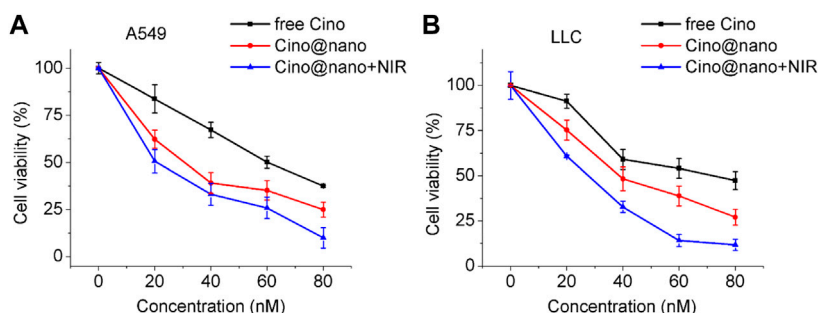 A
A549
free Cino
Cino@nano
Cino@nano+NIR
100
75
50
25
0
Cell viability (%)
0 20 40 60 80
Concentration (nM)
B
LLC
free Cino
Cino@nano
Cino@nano+NIR
100
75
50
25
0
Cell viability (%)
0 20 40 60 80
Concentration (nM)